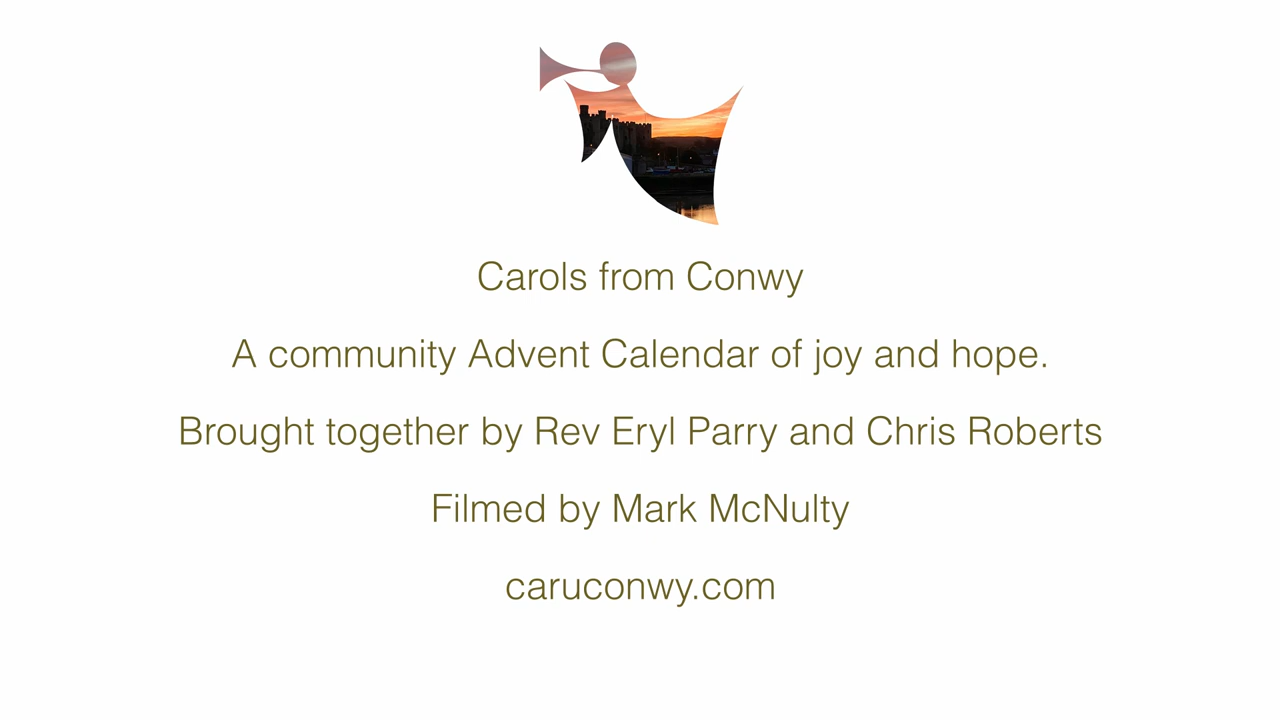 Carols from Conwy
A community Advent Calendar of joy and hope.
Brought together by Rev Eryl Parry and Chris Roberts
Filmed by Mark McNulty
caruconwy.com